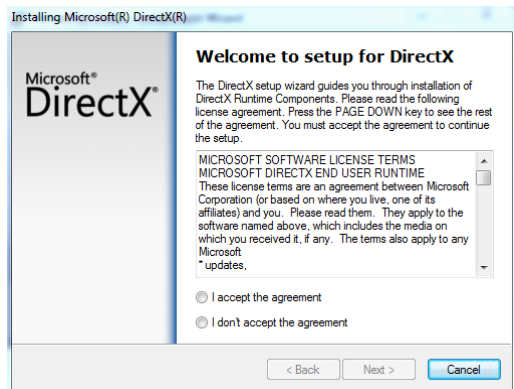 Installing Microsoft(R) DirectX(R)
Welcome to setup for DirectX
Microsoft®
DirectX®
The DirectX setup wizard guides you through installation of
DirectX Runtime Components. Please read the following
license agreement. Press the PAGE DOWN key to see the rest
of the agreement. You must accept the agreement to continue
the setup.
MICROSOFT SOFTWARE LICENSE TERMS
MICROSOFT DIRECTX END USER RUNTIME
These license terms are an agreement between Microsoft
Corporation (or based on where you live, one of its
affiliates) and you. Please read them. They apply to the
software named above, which includes the media on
which you received it, if any. The terms also apply to any
Microsoft
* updates,
I accept the agreement
I don't accept the agreement
< Back
Next >
Cancel